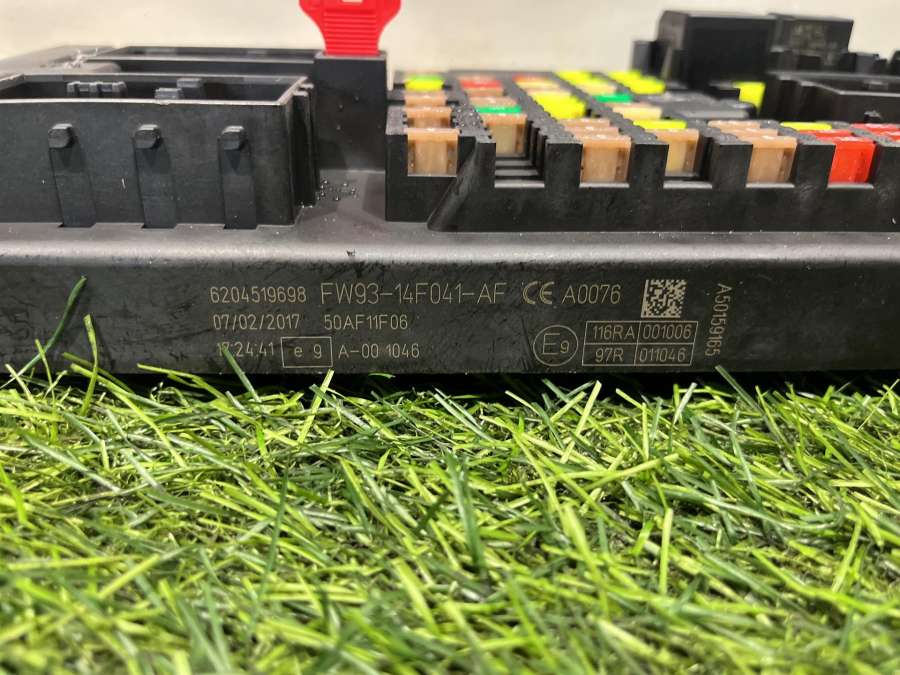 6204519698 FW93-14F041-AF CE A0076
07/02/2017 50AF11F06
17:24:41 e 9 A-00 1046
E9 116RA 001006
97R 011046
A50159165